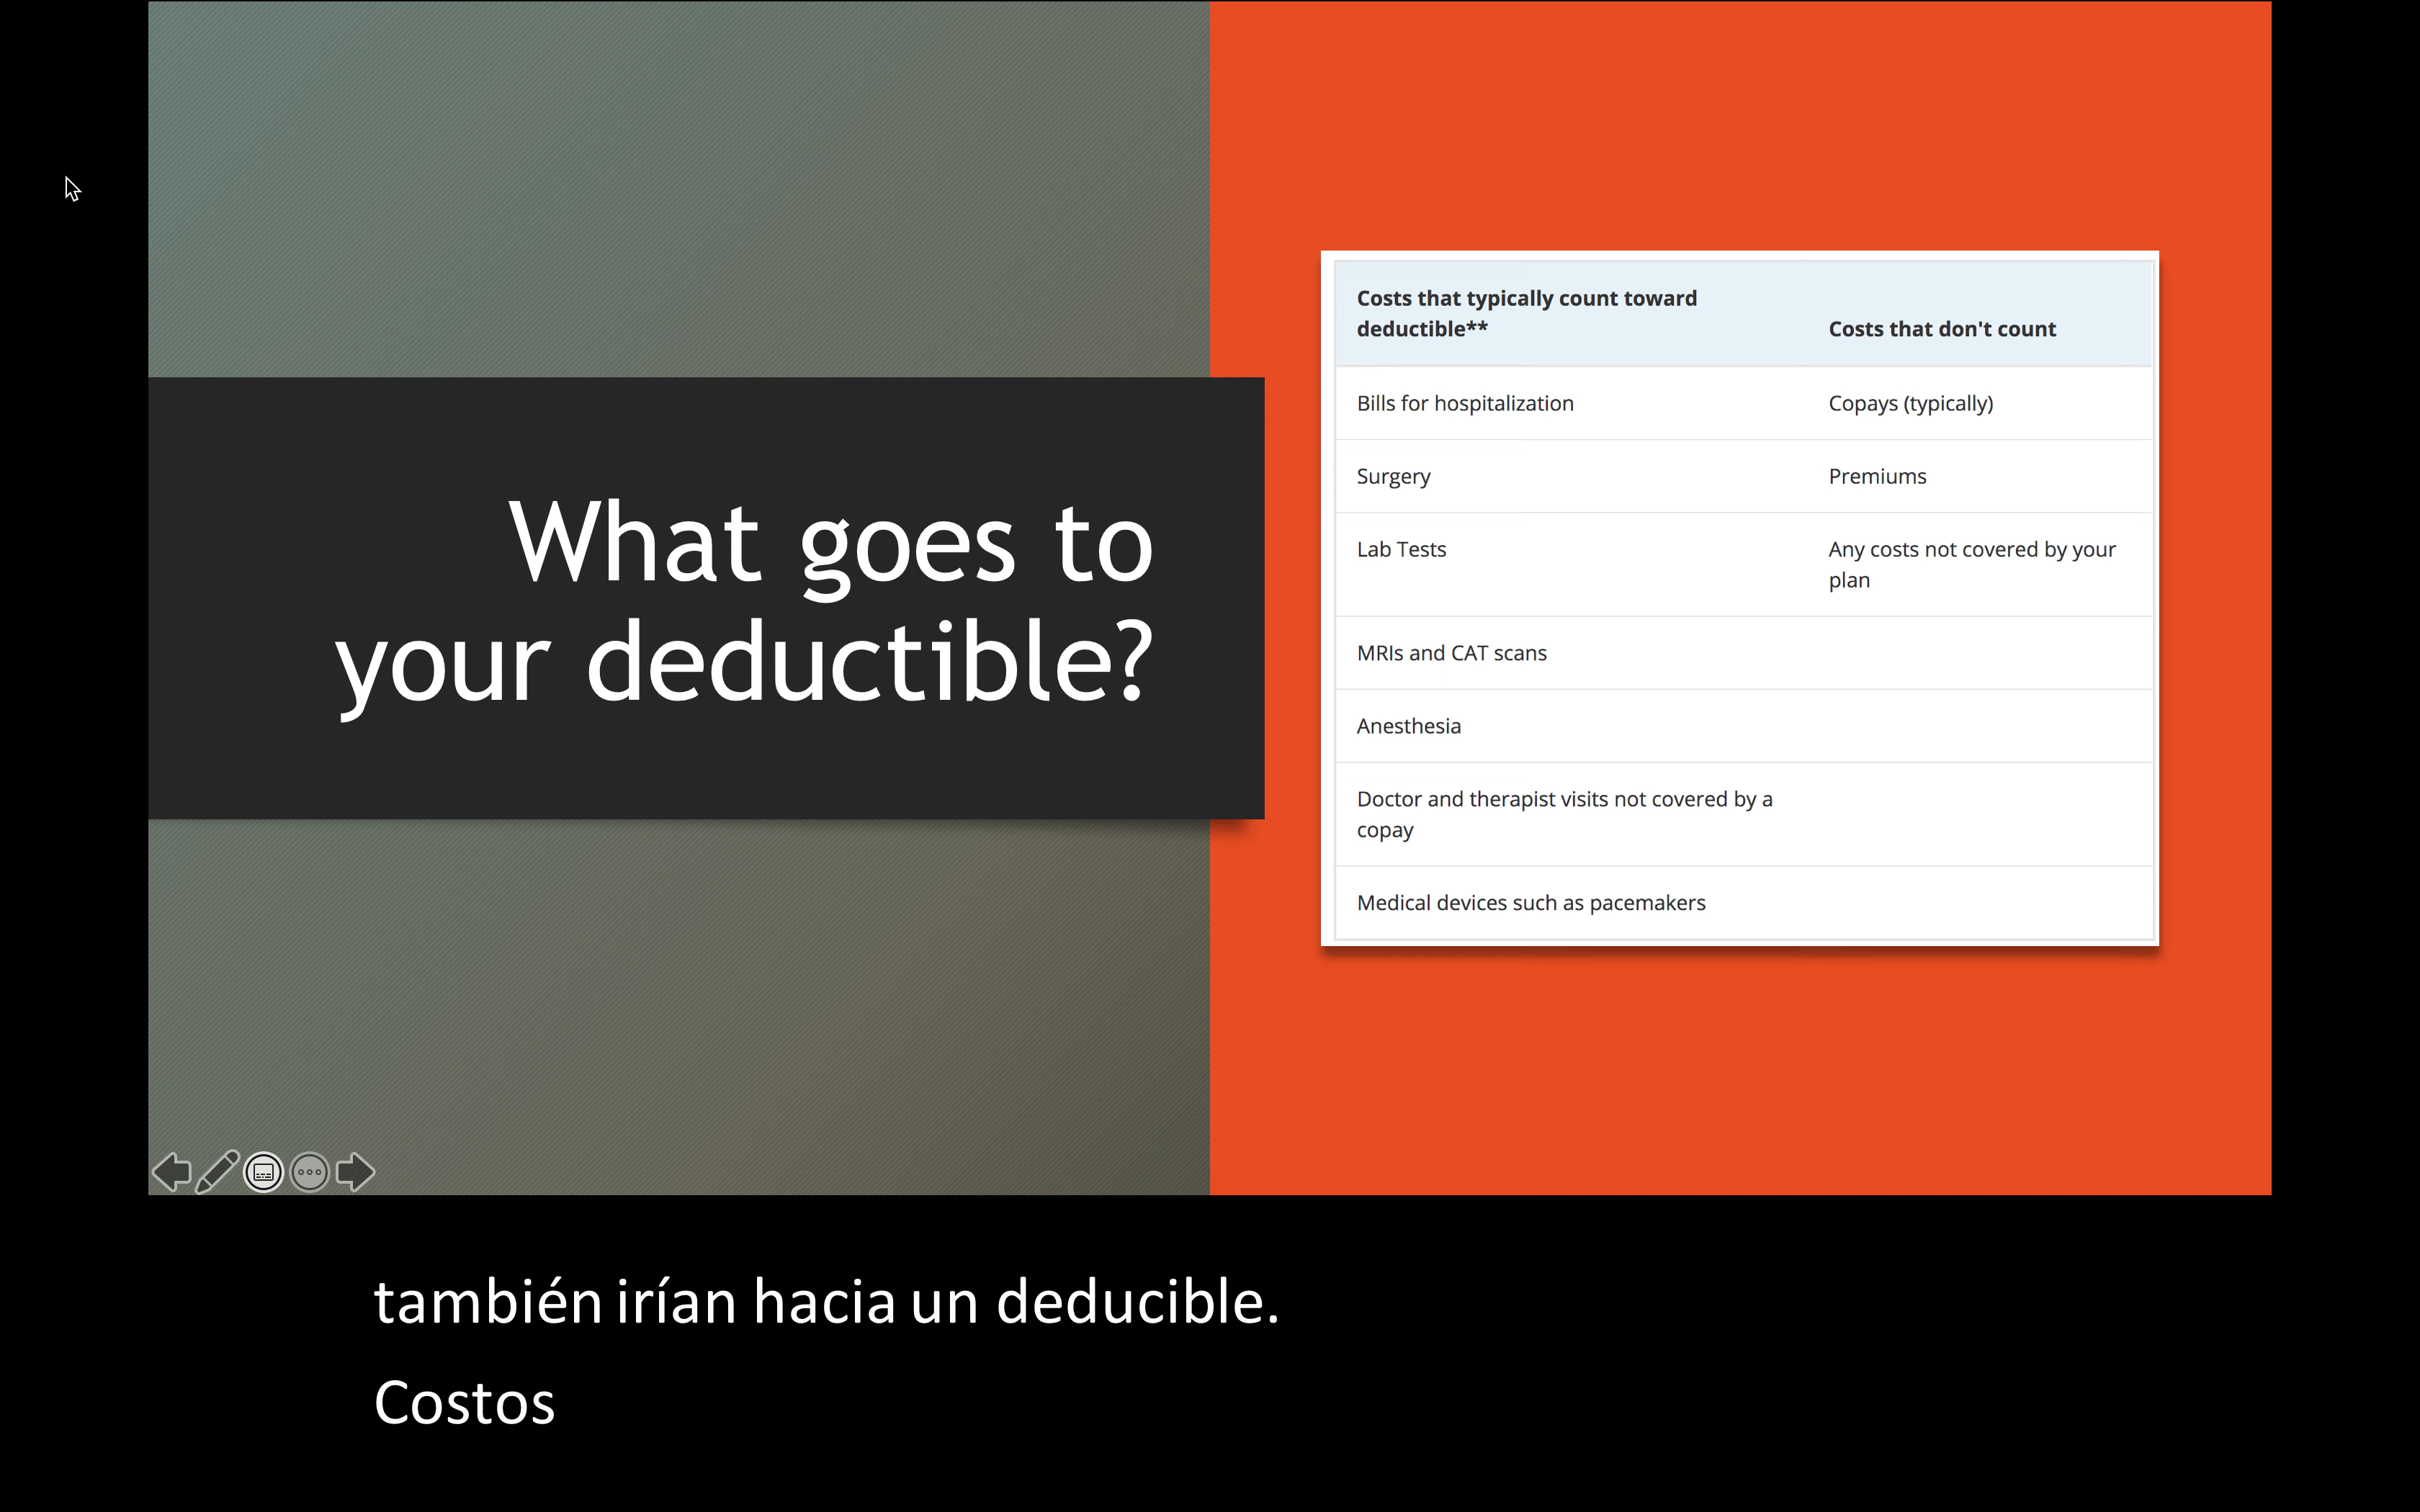 What goes to
your deductible?
Costs that typically count toward
deductible**
Costs that don't count
Bills for hospitalization
Copays (typically)
Surgery
Premiums
Lab Tests
Any costs not covered by your
plan
MRIs and CAT scans
Anesthesia
Doctor and therapist visits not covered by a
copay
Medical devices such as pacemakers
también irían hacia un deducible.
Costos